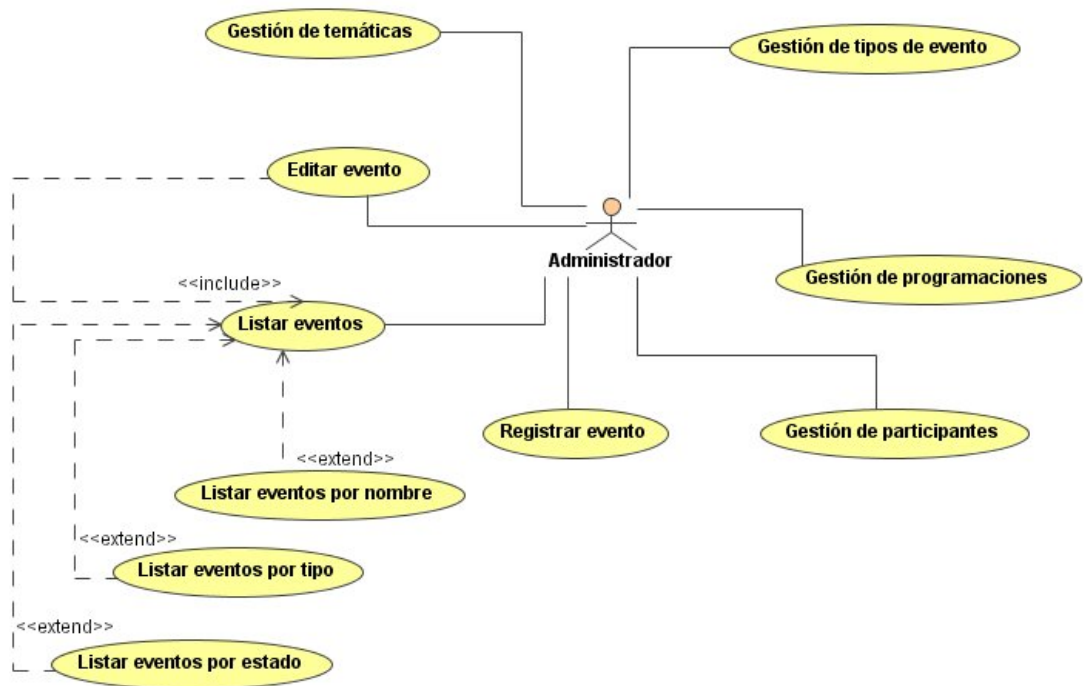 Gestión de temáticas
Gestión de tipos de evento
Editar evento
Administrador
Gestión de programaciones
<<include>>
Listar eventos
Registrar evento
Gestión de participantes
<<extend>>
Listar eventos por nombre
<<extend>>
Listar eventos por tipo
<<extend>>
Listar eventos por estado